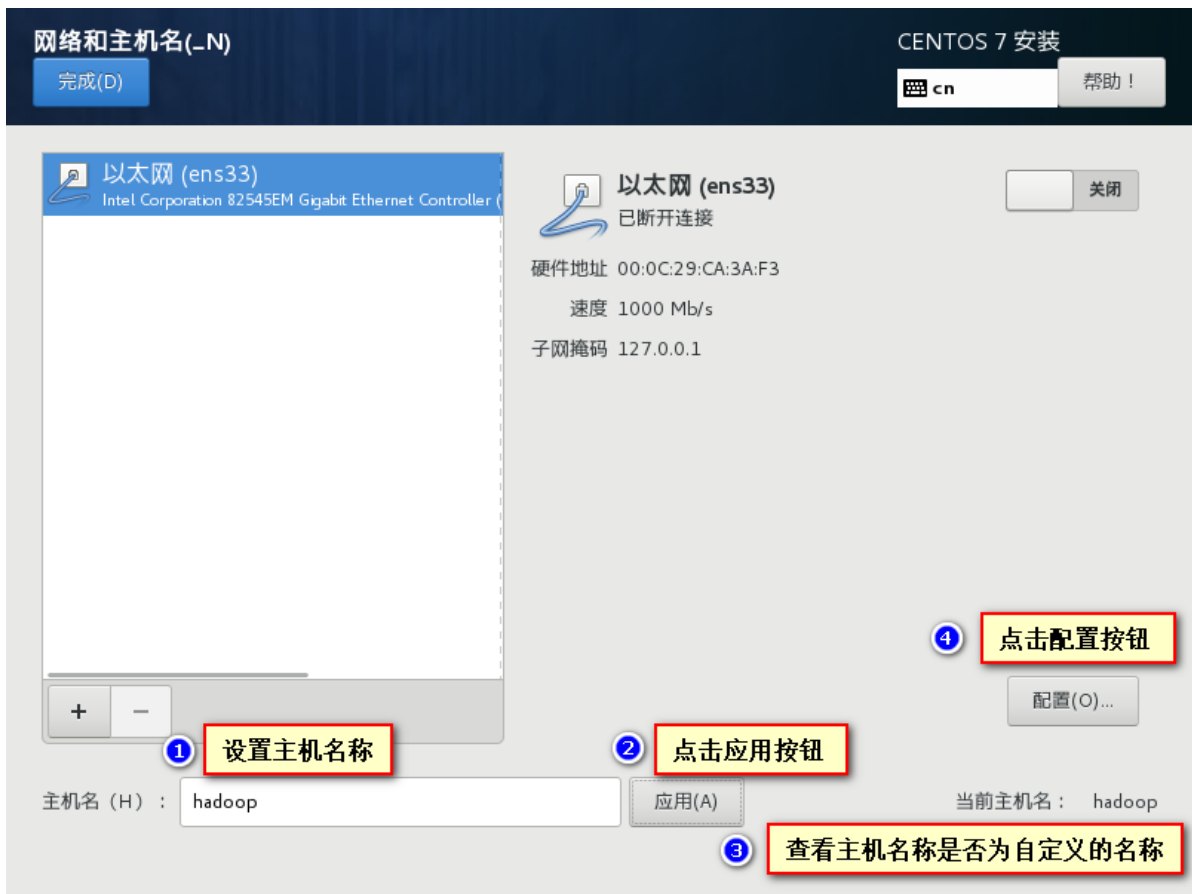 网络和主机名(_N)
CENTOS 7 安装
完成(D)
cn
帮助！
以太网 (ens33)
Intel Corporation 82545EM Gigabit Ethernet Controller (
以太网 (ens33)
已断开连接
关闭
硬件地址 00:0C:29:CA:3A:F3
速度 1000 Mb/s
子网掩码 127.0.0.1
4 点击配置按钮
+ −
配置(O)...
1 设置主机名称
2 点击应用按钮
主机名（H）： hadoop
应用(A)
当前主机名： hadoop
3 查看主机名称是否为自定义的名称